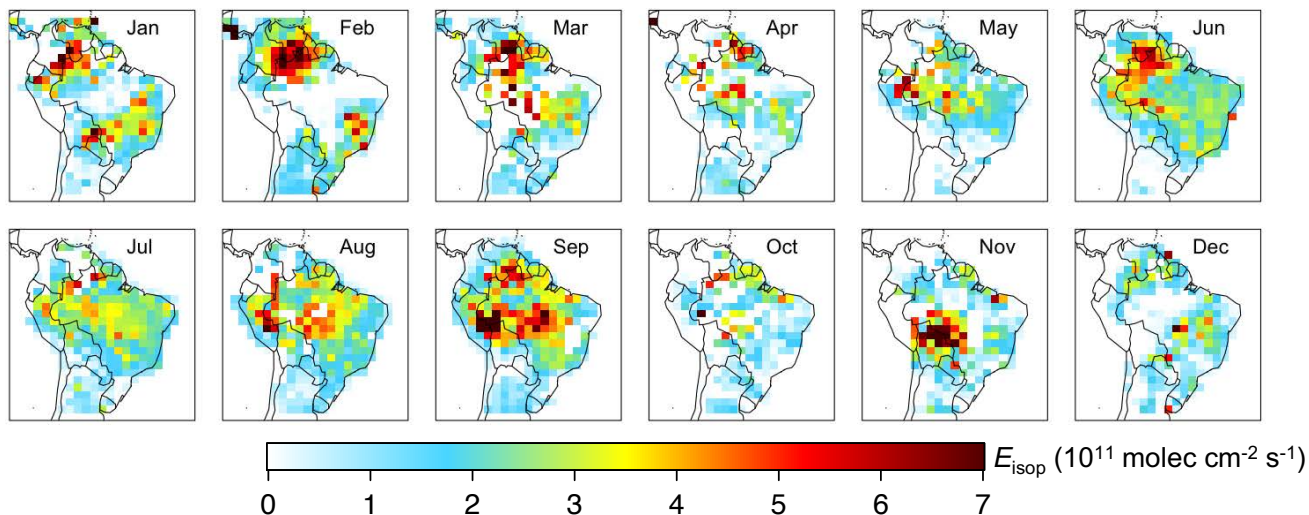 Jan Feb Mar Apr May Jun
Jul Aug Sep Oct Nov Dec
E_isop (10^11 molec cm^-2 s^-1)
0 1 2 3 4 5 6 7